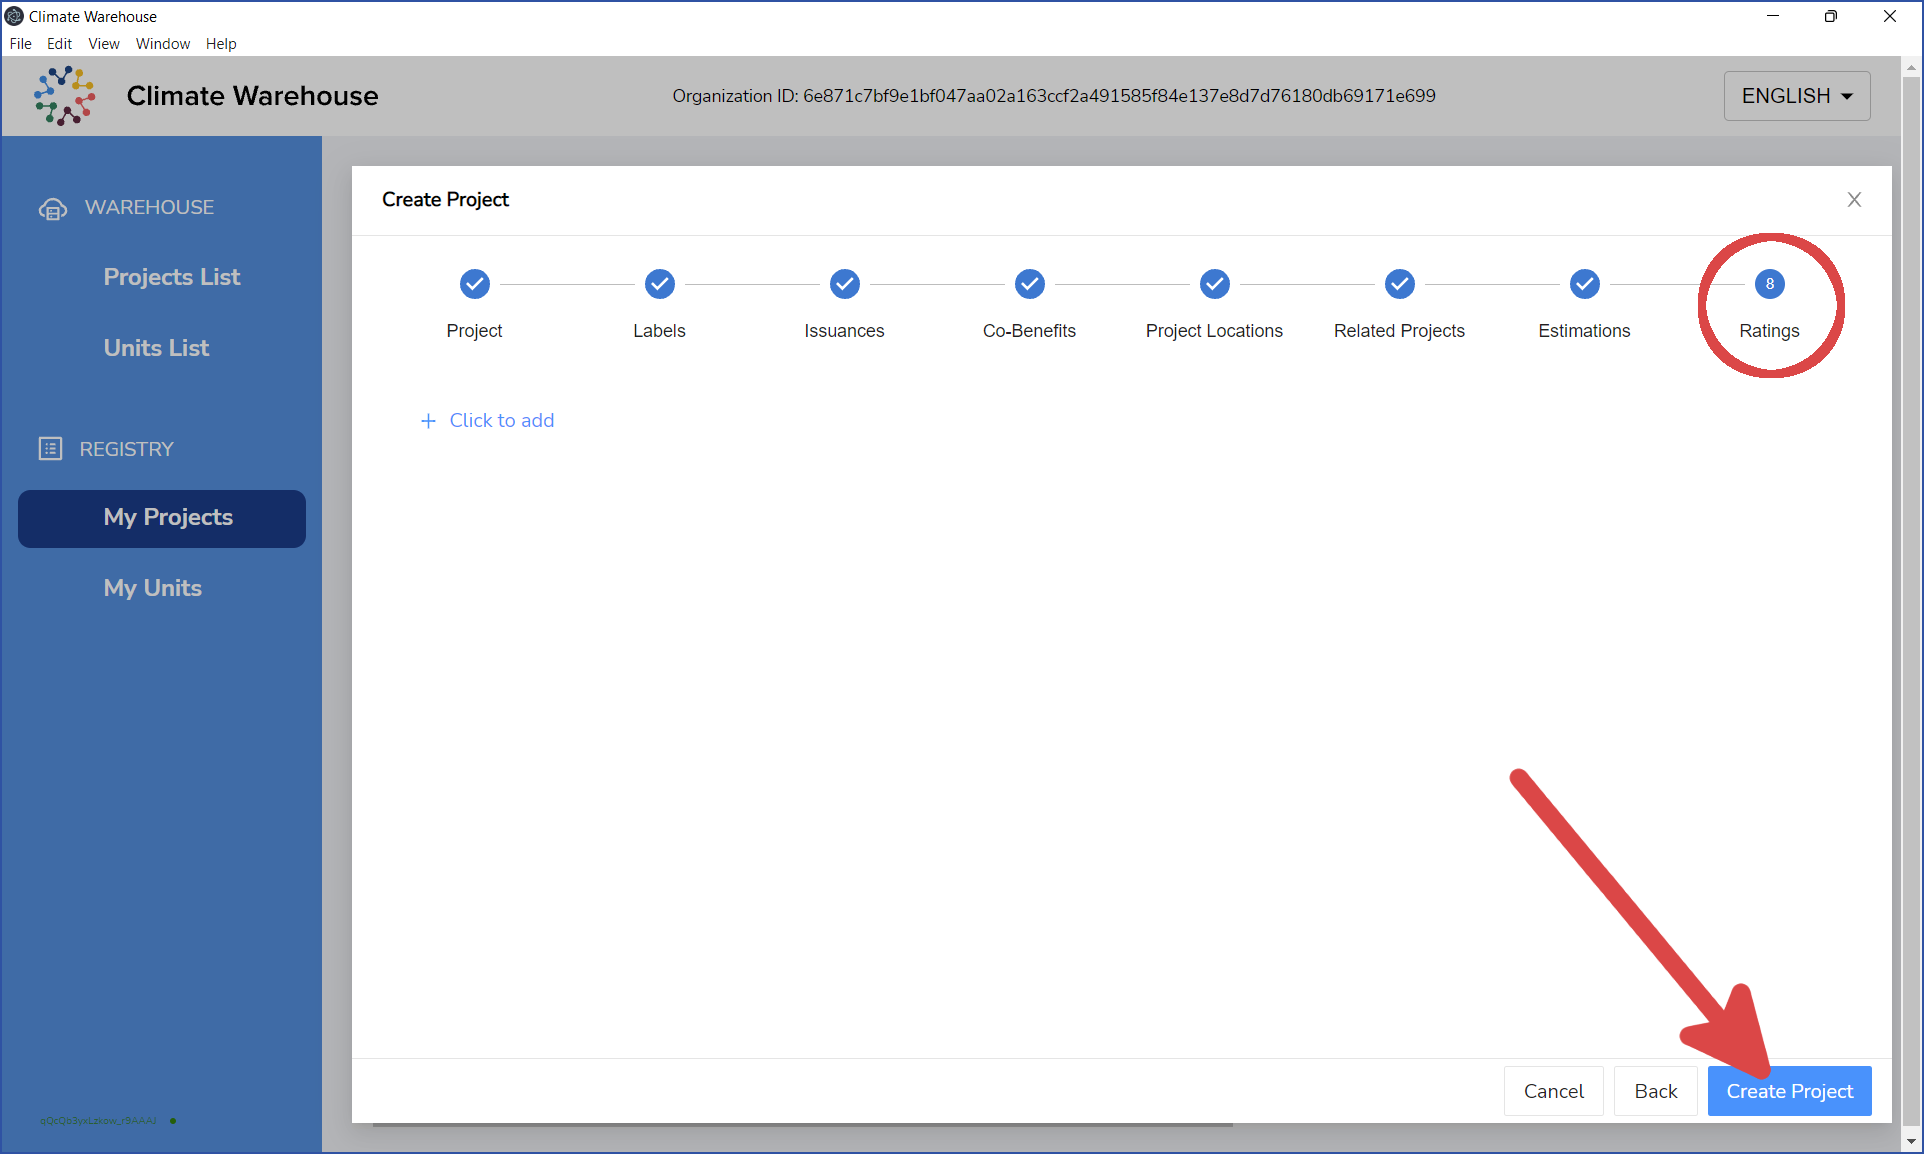 Climate Warehouse
File Edit View Window Help
Climate Warehouse
Organization ID: 6e871c7bf9e1bf047aa02a163ccf2a491585f84e137e8d7d76180db69171e699
ENGLISH
WAREHOUSE
Projects List
Units List
REGISTRY
My Projects
My Units
Create Project
8
Project
Labels
Issuances
Co-Benefits
Project Locations
Related Projects
Estimations
Ratings
+ Click to add
Cancel
Back
Create Project